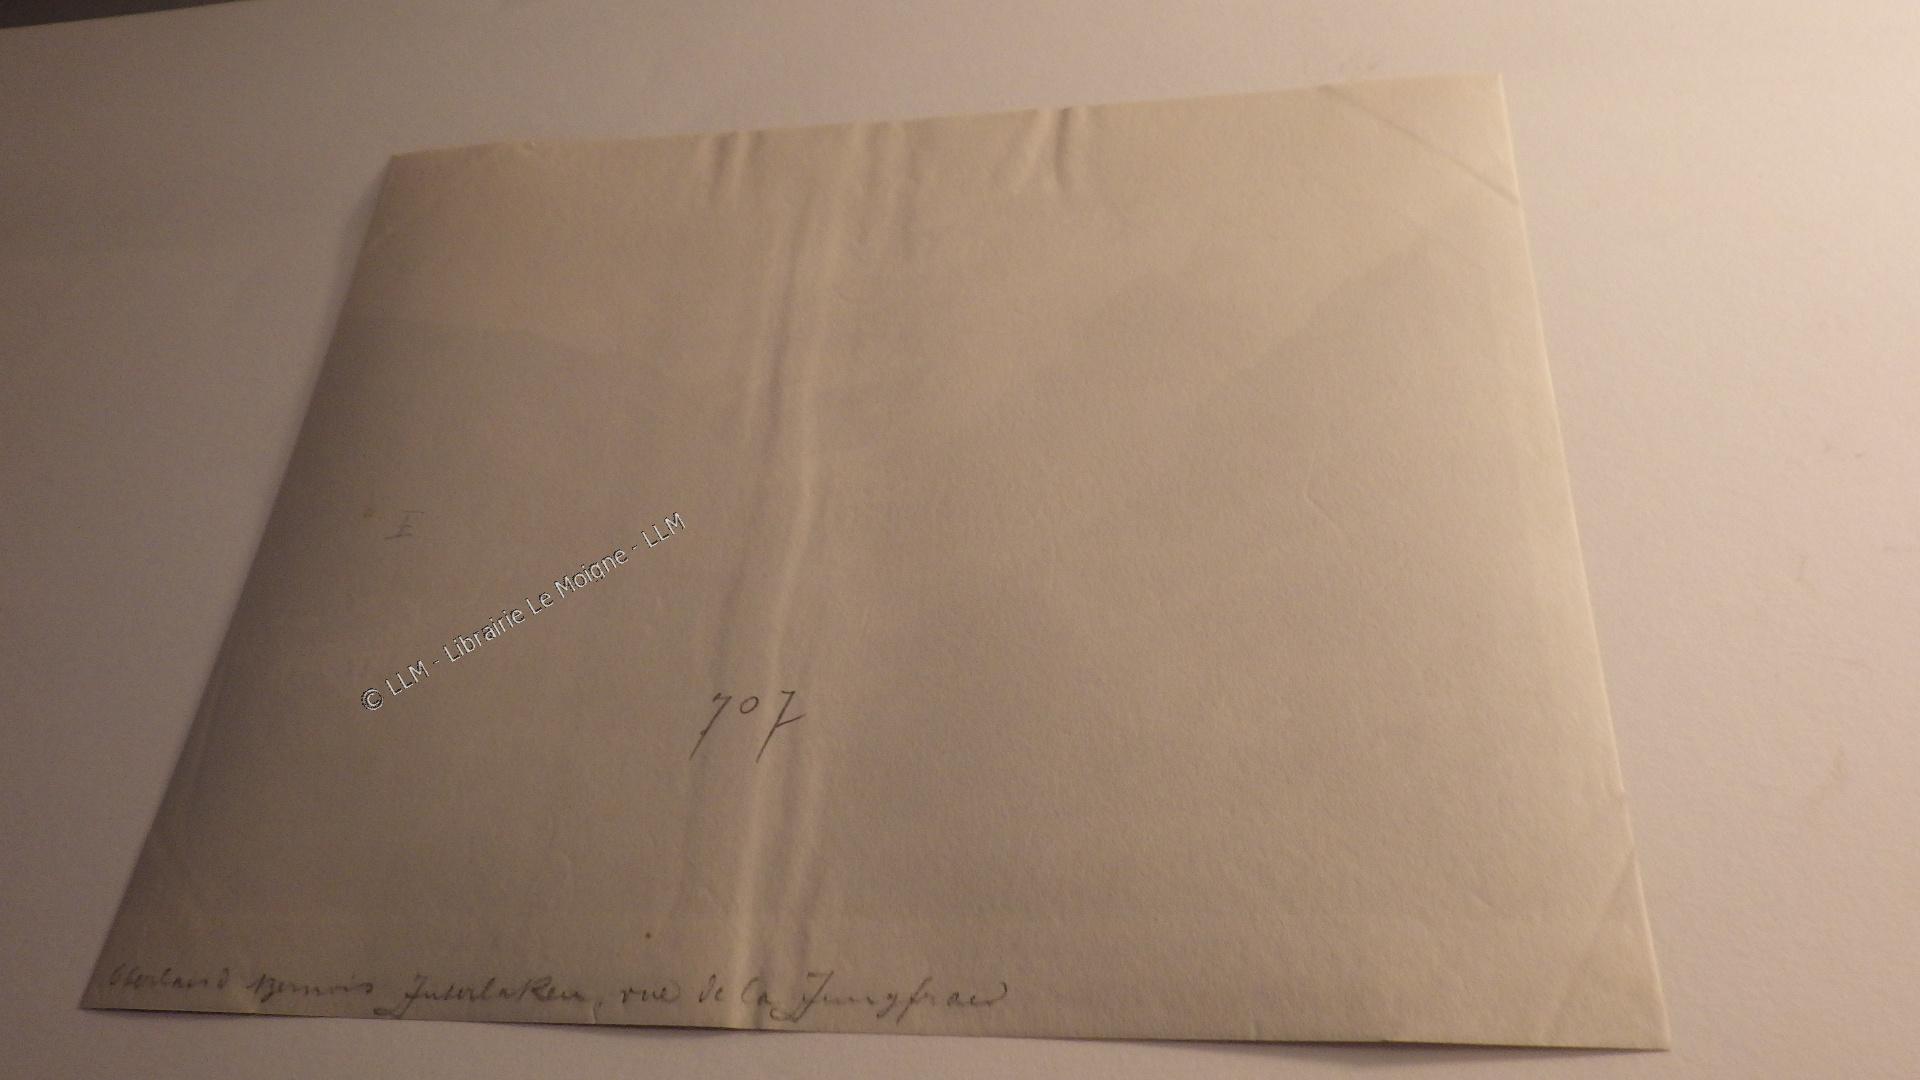 I
© LLM - Librairie Le Moigne - LLM
707
Oberland Bernois Interlaken, vue de la Jungfrau